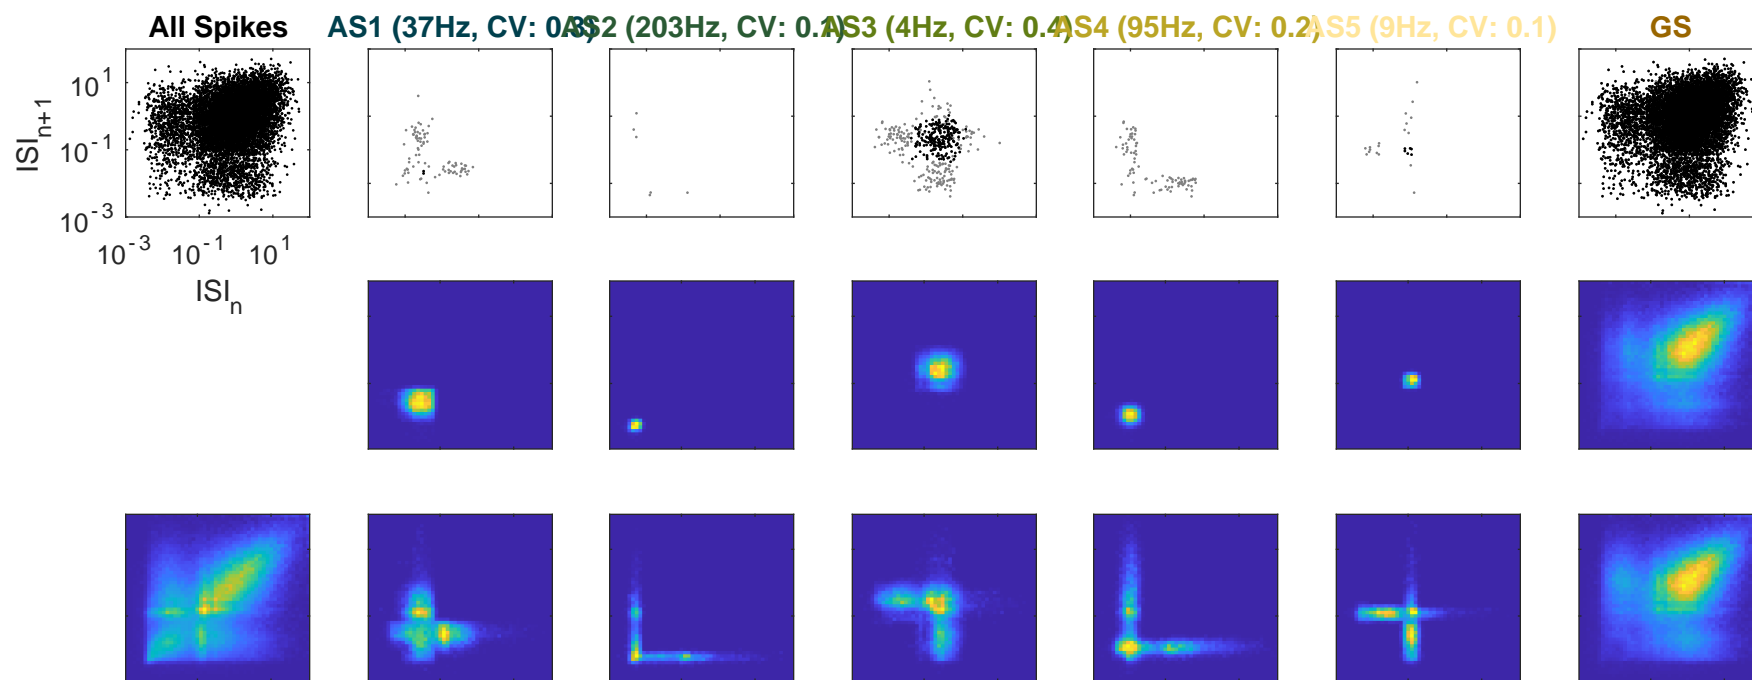 All Spikes
AS1 (37Hz, CV: 0.3)
AS2 (203Hz, CV: 0.1)
AS3 (4Hz, CV: 0.4)
AS4 (95Hz, CV: 0.2)
AS5 (9Hz, CV: 0.1)
GS
ISI_{n+1}
10^1
10^{-1}
10^{-3}
10^{-3} 10^{-1} 10^1
ISI_n